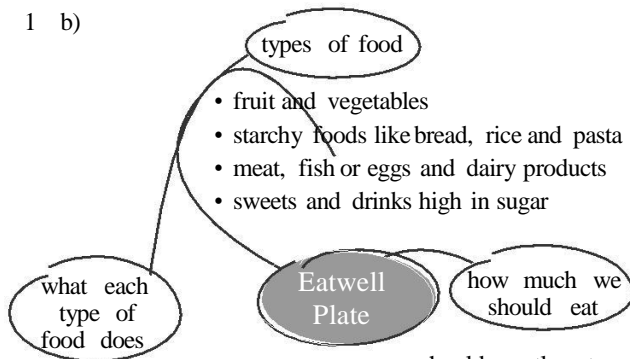 1 b)
types of food
• fruit and vegetables
• starchy foods like bread, rice and pasta
• meat, fish or eggs and dairy products
• sweets and drinks high in sugar
what each
type of
food does
Eatwell
Plate
how much we
should eat